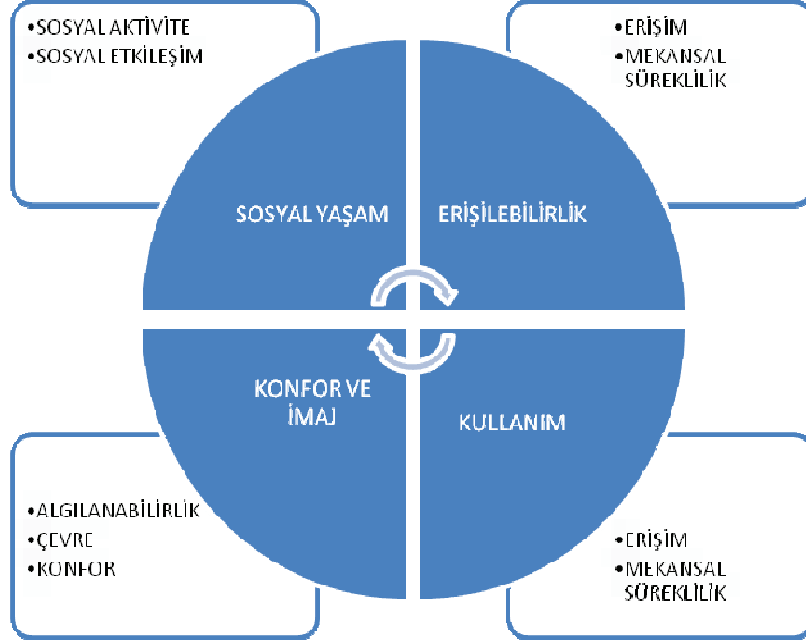 •SOSYAL AKTİVİTE
•SOSYAL ETKİLEŞİM
•ERİŞİM
•MEKANSAL
SÜREKLİLİK
SOSYAL YAŞAM
ERİŞİLEBİLİRLİK
KONFOR VE
İMAJ
KULLANIM
•ALGILANABİLİRLİK
•ÇEVRE
•KONFOR
•ERİŞİM
•MEKANSAL
SÜREKLİLİK